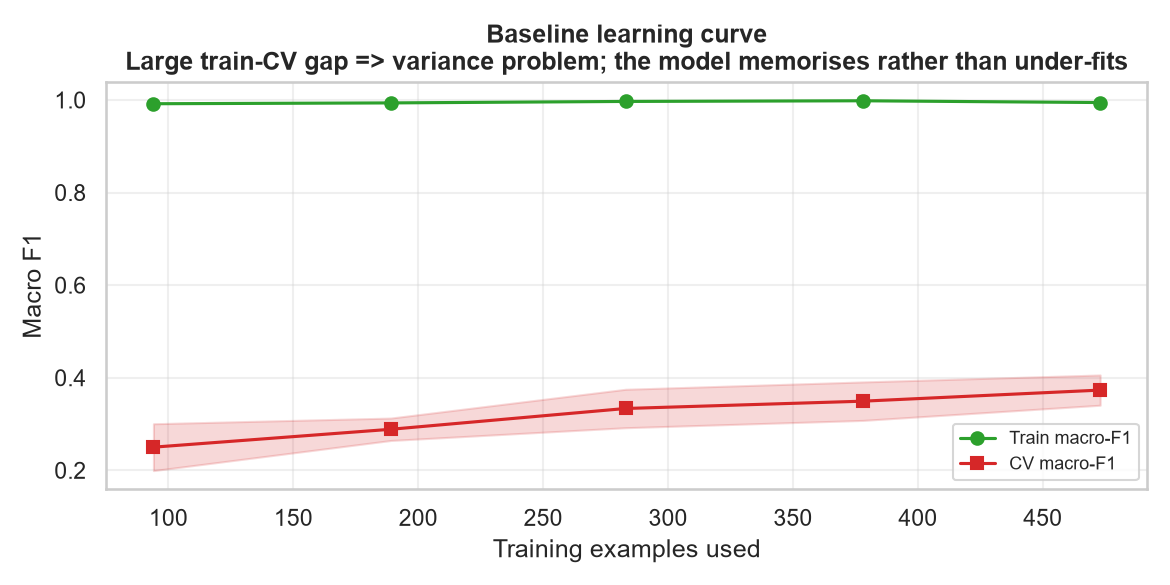 Baseline learning curve
Large train-CV gap => variance problem; the model memorises rather than under-fits
1.0
0.8
0.6
0.4
0.2
Macro F1
Train macro-F1
CV macro-F1
100 150 200 250 300 350 400 450
Training examples used